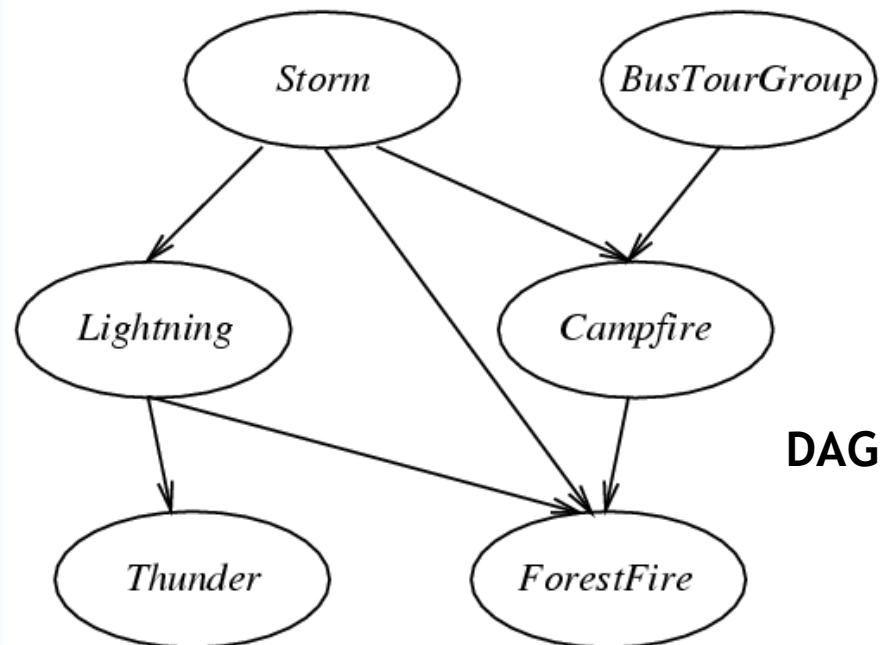 Storm
BusTourGroup
Lightning
Campfire
DAG
Thunder
ForestFire